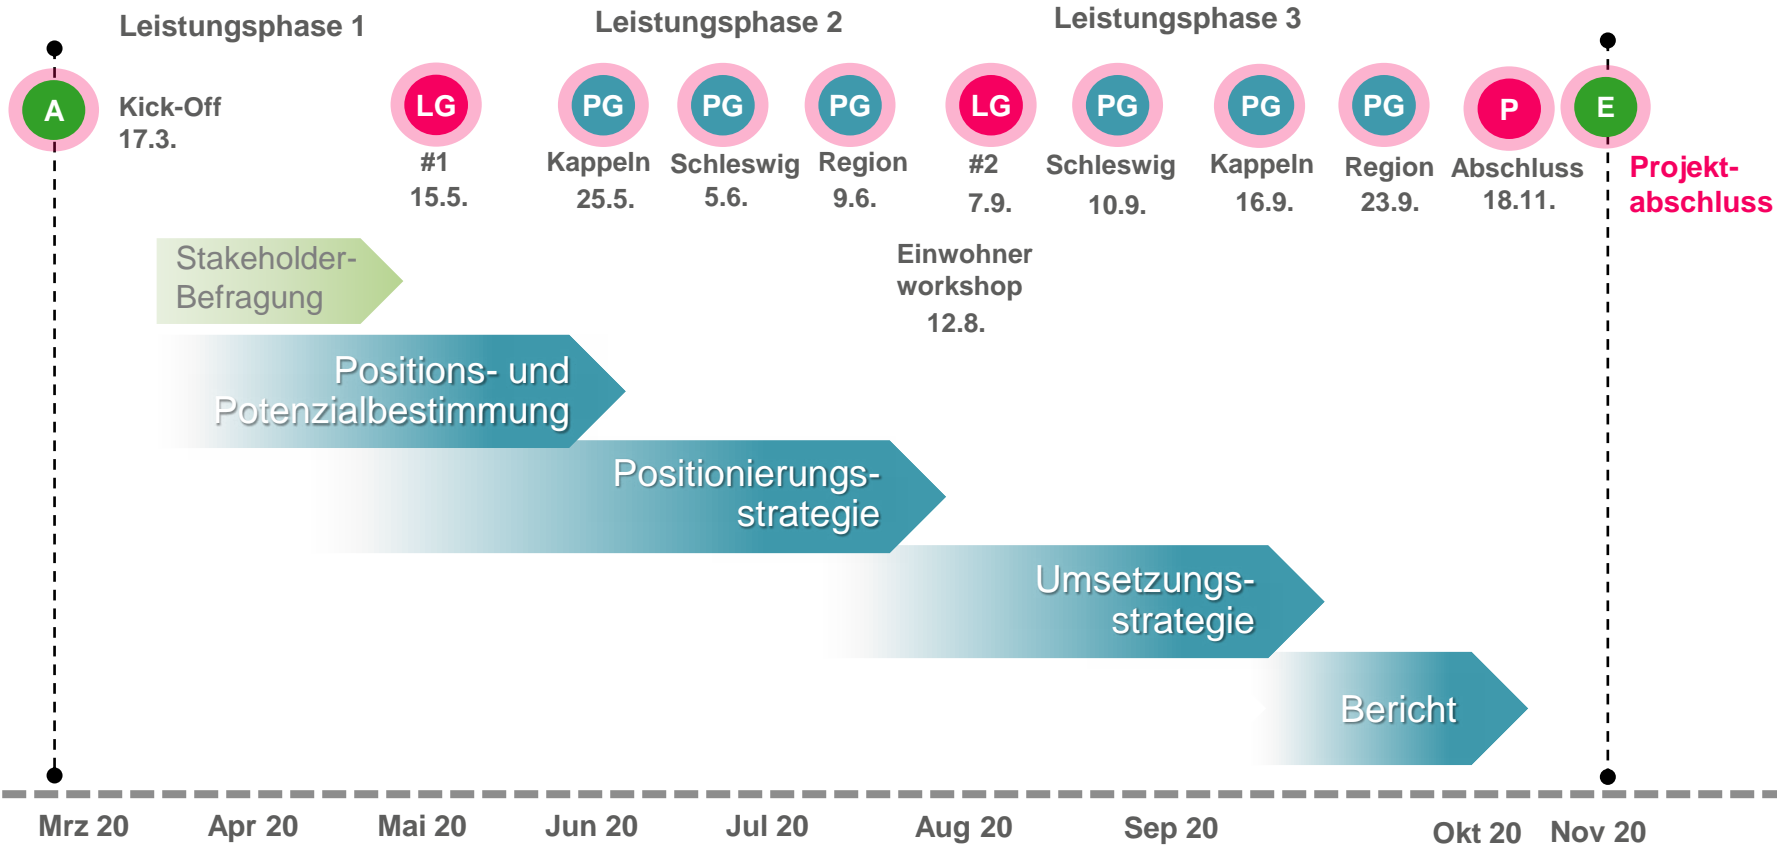 Leistungsphase 1
Leistungsphase 2
Leistungsphase 3
A
Kick-Off
17.3.
LG
#1
15.5.
PG
Kappeln
25.5.
PG
Schleswig
5.6.
PG
Region
9.6.
LG
#2
7.9.
PG
Schleswig
10.9.
PG
Kappeln
16.9.
PG
Region
23.9.
P
Abschluss
18.11.
E
Projekt-
abschluss
Einwohner
workshop
12.8.
Stakeholder-
Befragung
Positions- und
Potenzialbestimmung
Positionierungs-
strategie
Umsetzungs-
strategie
Bericht
Mrz 20
Apr 20
Mai 20
Jun 20
Jul 20
Aug 20
Sep 20
Okt 20
Nov 20